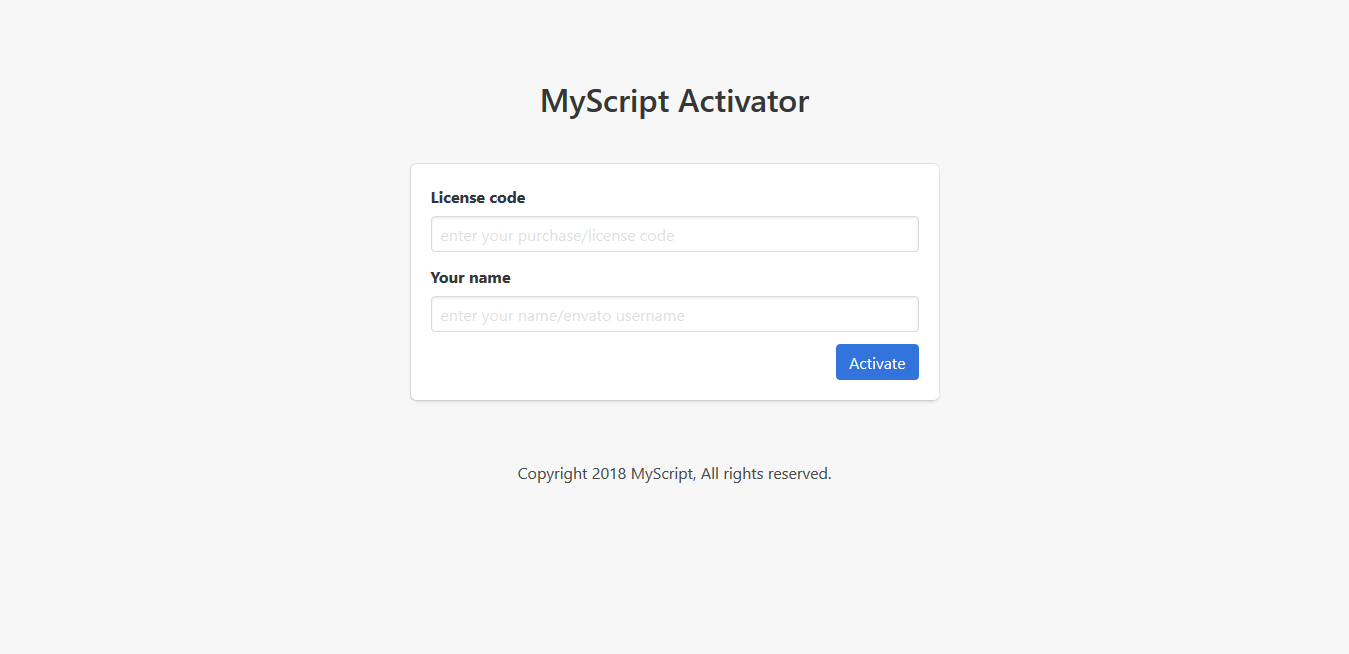 MyScript Activator
License code
enter your purchase/license code
Your name
enter your name/envato username
Activate
Copyright 2018 MyScript, All rights reserved.